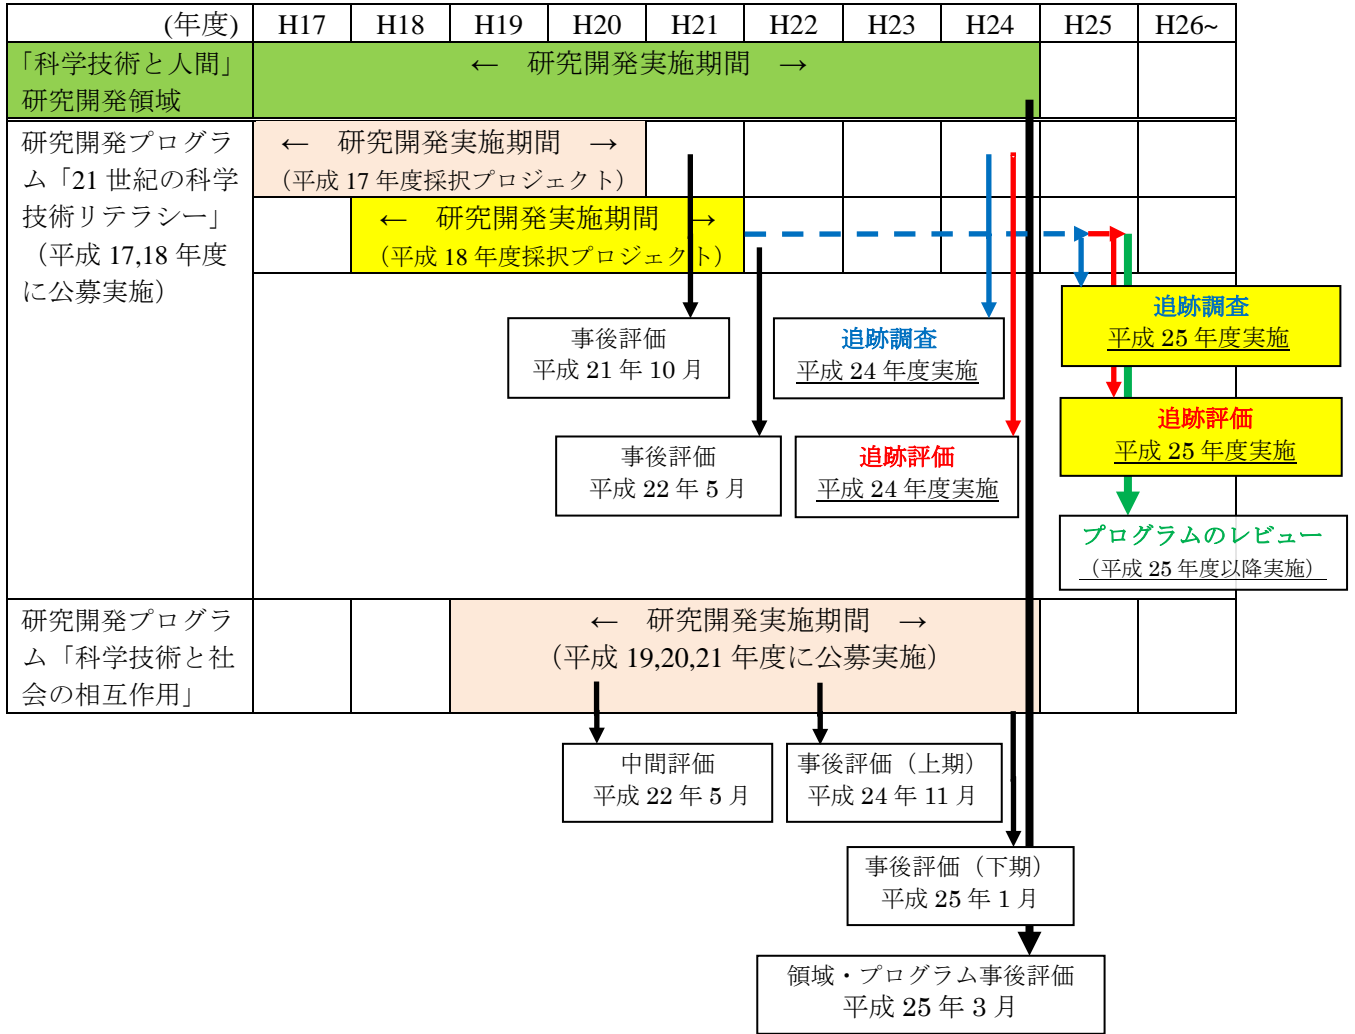 (年度) H17 H18 H19 H20 H21 H22 H23 H24 H25 H26~
「科学技術と人間」
研究開発領域
← 研究開発実施期間 →
研究開発プログラ
ム「21 世紀の科学
技術リテラシー」
（平成 17,18 年度
に公募実施）
← 研究開発実施期間 →
（平成 17 年度採択プロジェクト）
← 研究開発実施期間 →
（平成 18 年度採択プロジェクト）
事後評価
平成 21 年 10 月
追跡調査
平成 24 年度実施
追跡調査
平成 25 年度実施
事後評価
平成 22 年 5 月
追跡評価
平成 24 年度実施
追跡評価
平成 25 年度実施
プログラムのレビュー
（平成 25 年度以降実施）
研究開発プログラ
ム「科学技術と社
会の相互作用」
← 研究開発実施期間 →
（平成 19,20,21 年度に公募実施）
中間評価
平成 22 年 5 月
事後評価（上期）
平成 24 年 11 月
事後評価（下期）
平成 25 年 1 月
領域・プログラム事後評価
平成 25 年 3 月